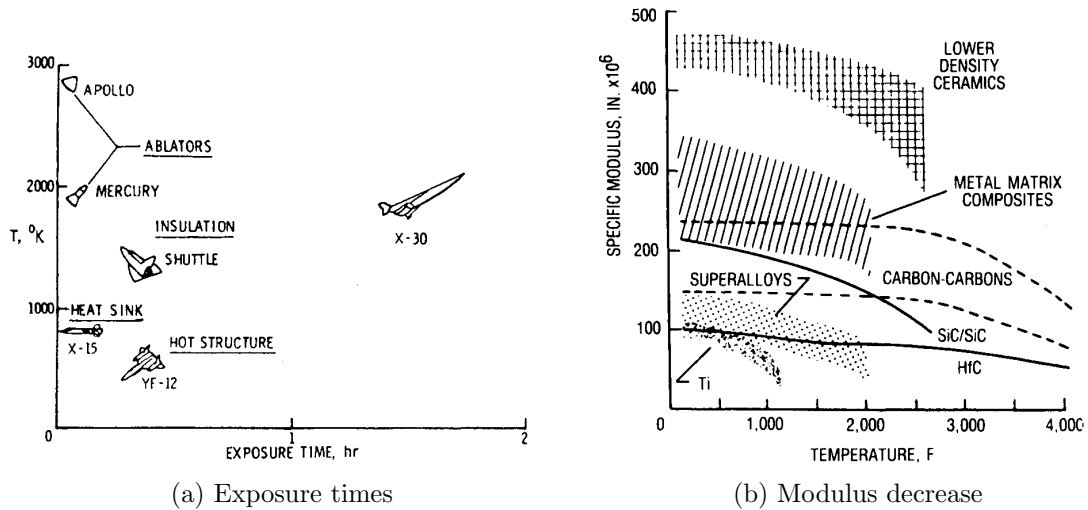 3000
APOLLO
ABLATORS
2000
MERCURY
T, °K
INSULATION
SHUTTLE
X-30
1000
HEAT SINK
X-15
HOT STRUCTURE
YF-12
0
0
1
2
EXPOSURE TIME, hr
(a) Exposure times
SPECIFIC MODULUS, IN. x10⁶
500
400
300
200
100
0
LOWER
DENSITY
CERAMICS
METAL MATRIX
COMPOSITES
SUPERALLOYS
CARBON-CARBONS
SiC/SiC
HfC
Ti
0
1,000
2,000
3,000
4,000
TEMPERATURE, F
(b) Modulus decrease